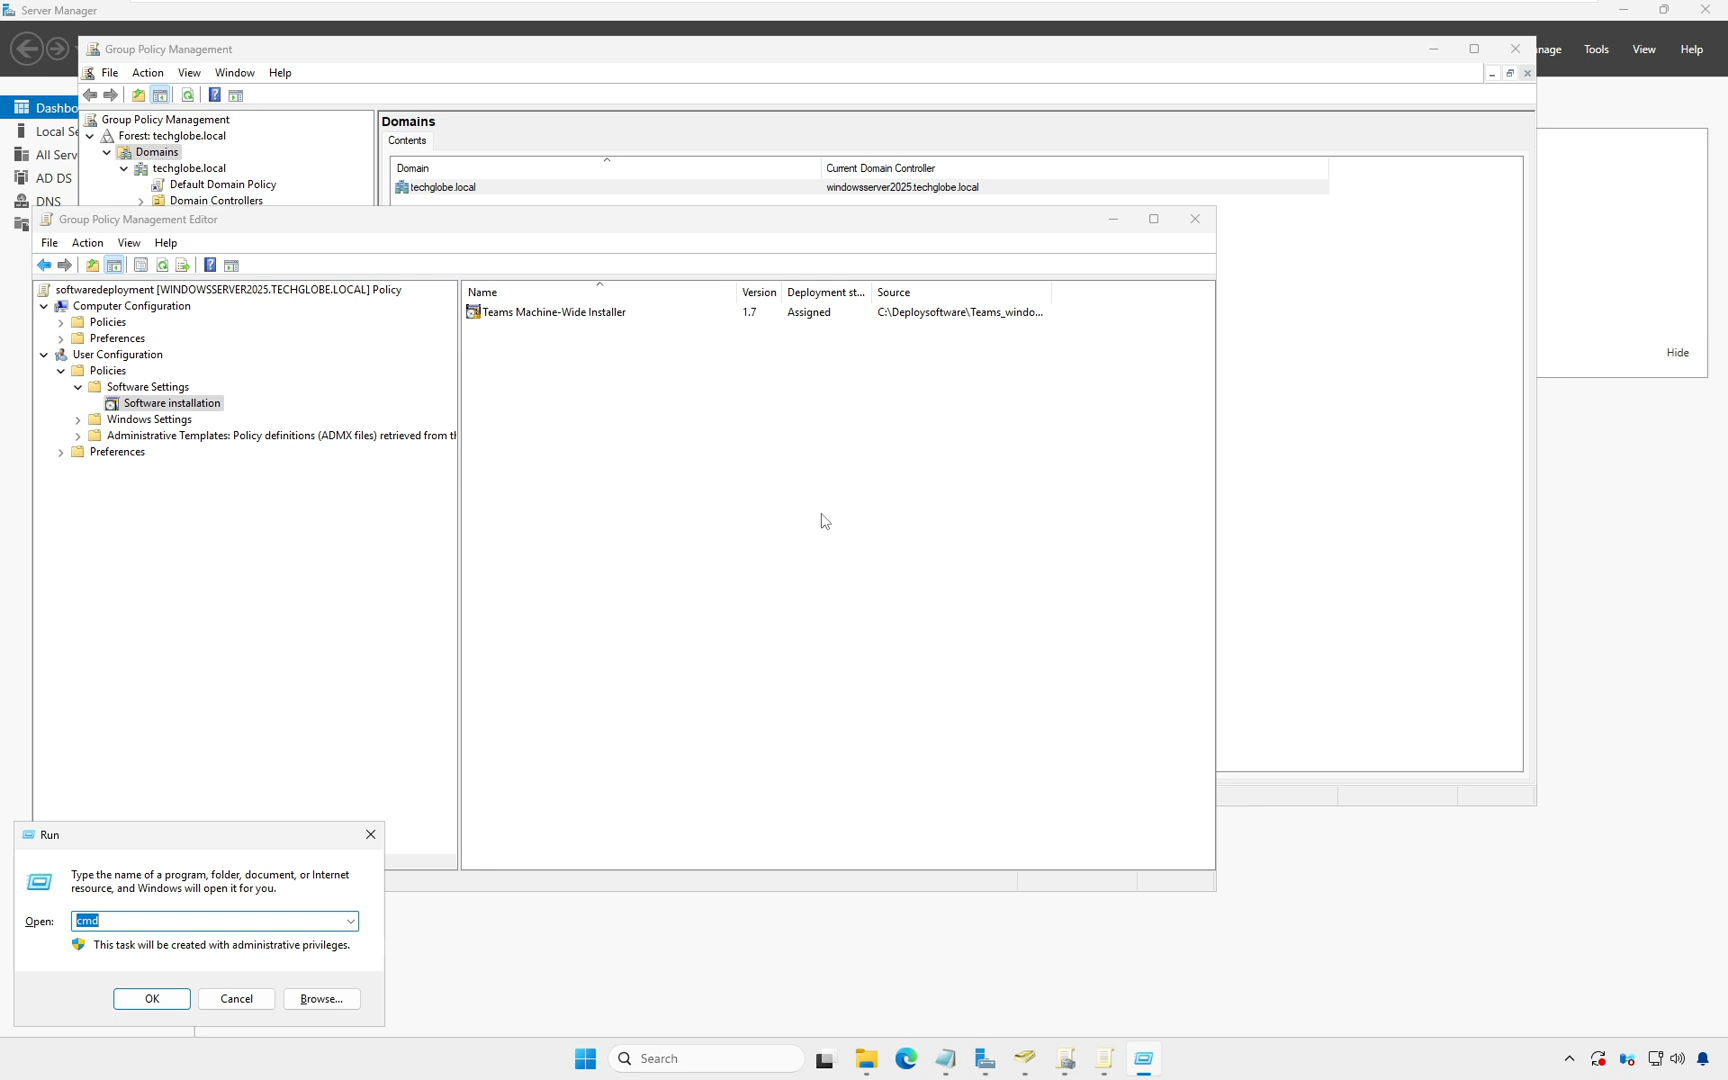 Server Manager
Group Policy Management
nage Tools View Help
File Action View Window Help
Dashbo
Local Se
All Serv
AD DS
DNS
Group Policy Management
Forest: techglobe.local
Domains
techglobe.local
Default Domain Policy
Domain Controllers
Domains
Contents
Domain Current Domain Controller
techglobe.local windowsserver2025.techglobe.local
Hide
Group Policy Management Editor
File Action View Help
softwaredeployment [WINDOWSSERVER2025.TECHGLOBE.LOCAL] Policy
Computer Configuration
Policies
Preferences
User Configuration
Policies
Software Settings
Software installation
Windows Settings
Administrative Templates: Policy definitions (ADMX files) retrieved from th
Preferences
Name Version Deployment st... Source
Teams Machine-Wide Installer 1.7 Assigned C:\Deploysoftware\Teams_windo...
Run
Type the name of a program, folder, document, or Internet
resource, and Windows will open it for you.
Open: cmd
This task will be created with administrative privileges.
OK Cancel Browse...
Search